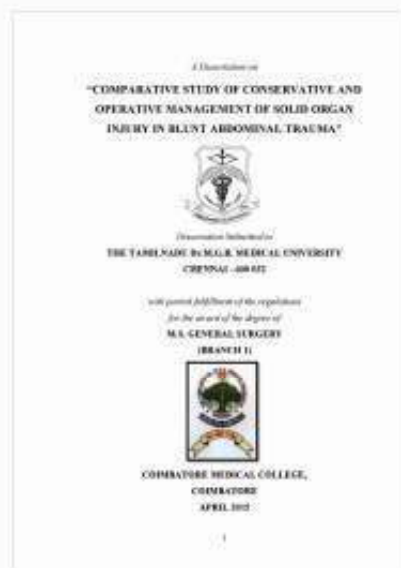 A Dissertation on
"COMPARATIVE STUDY OF CONSERVATIVE AND
OPERATIVE MANAGEMENT OF SOLID ORGAN
INJURY IN BLUNT ABDOMINAL TRAUMA"
Dissertation Submitted to
THE TAMILNADU Dr.M.G.R. MEDICAL UNIVERSITY
CHENNAI -600 032
with partial fulfillment of the regulations
for the award of the degree of
M.S. GENERAL SURGERY
(BRANCH 1)
COIMBATORE MEDICAL COLLEGE,
COIMBATORE
APRIL
1